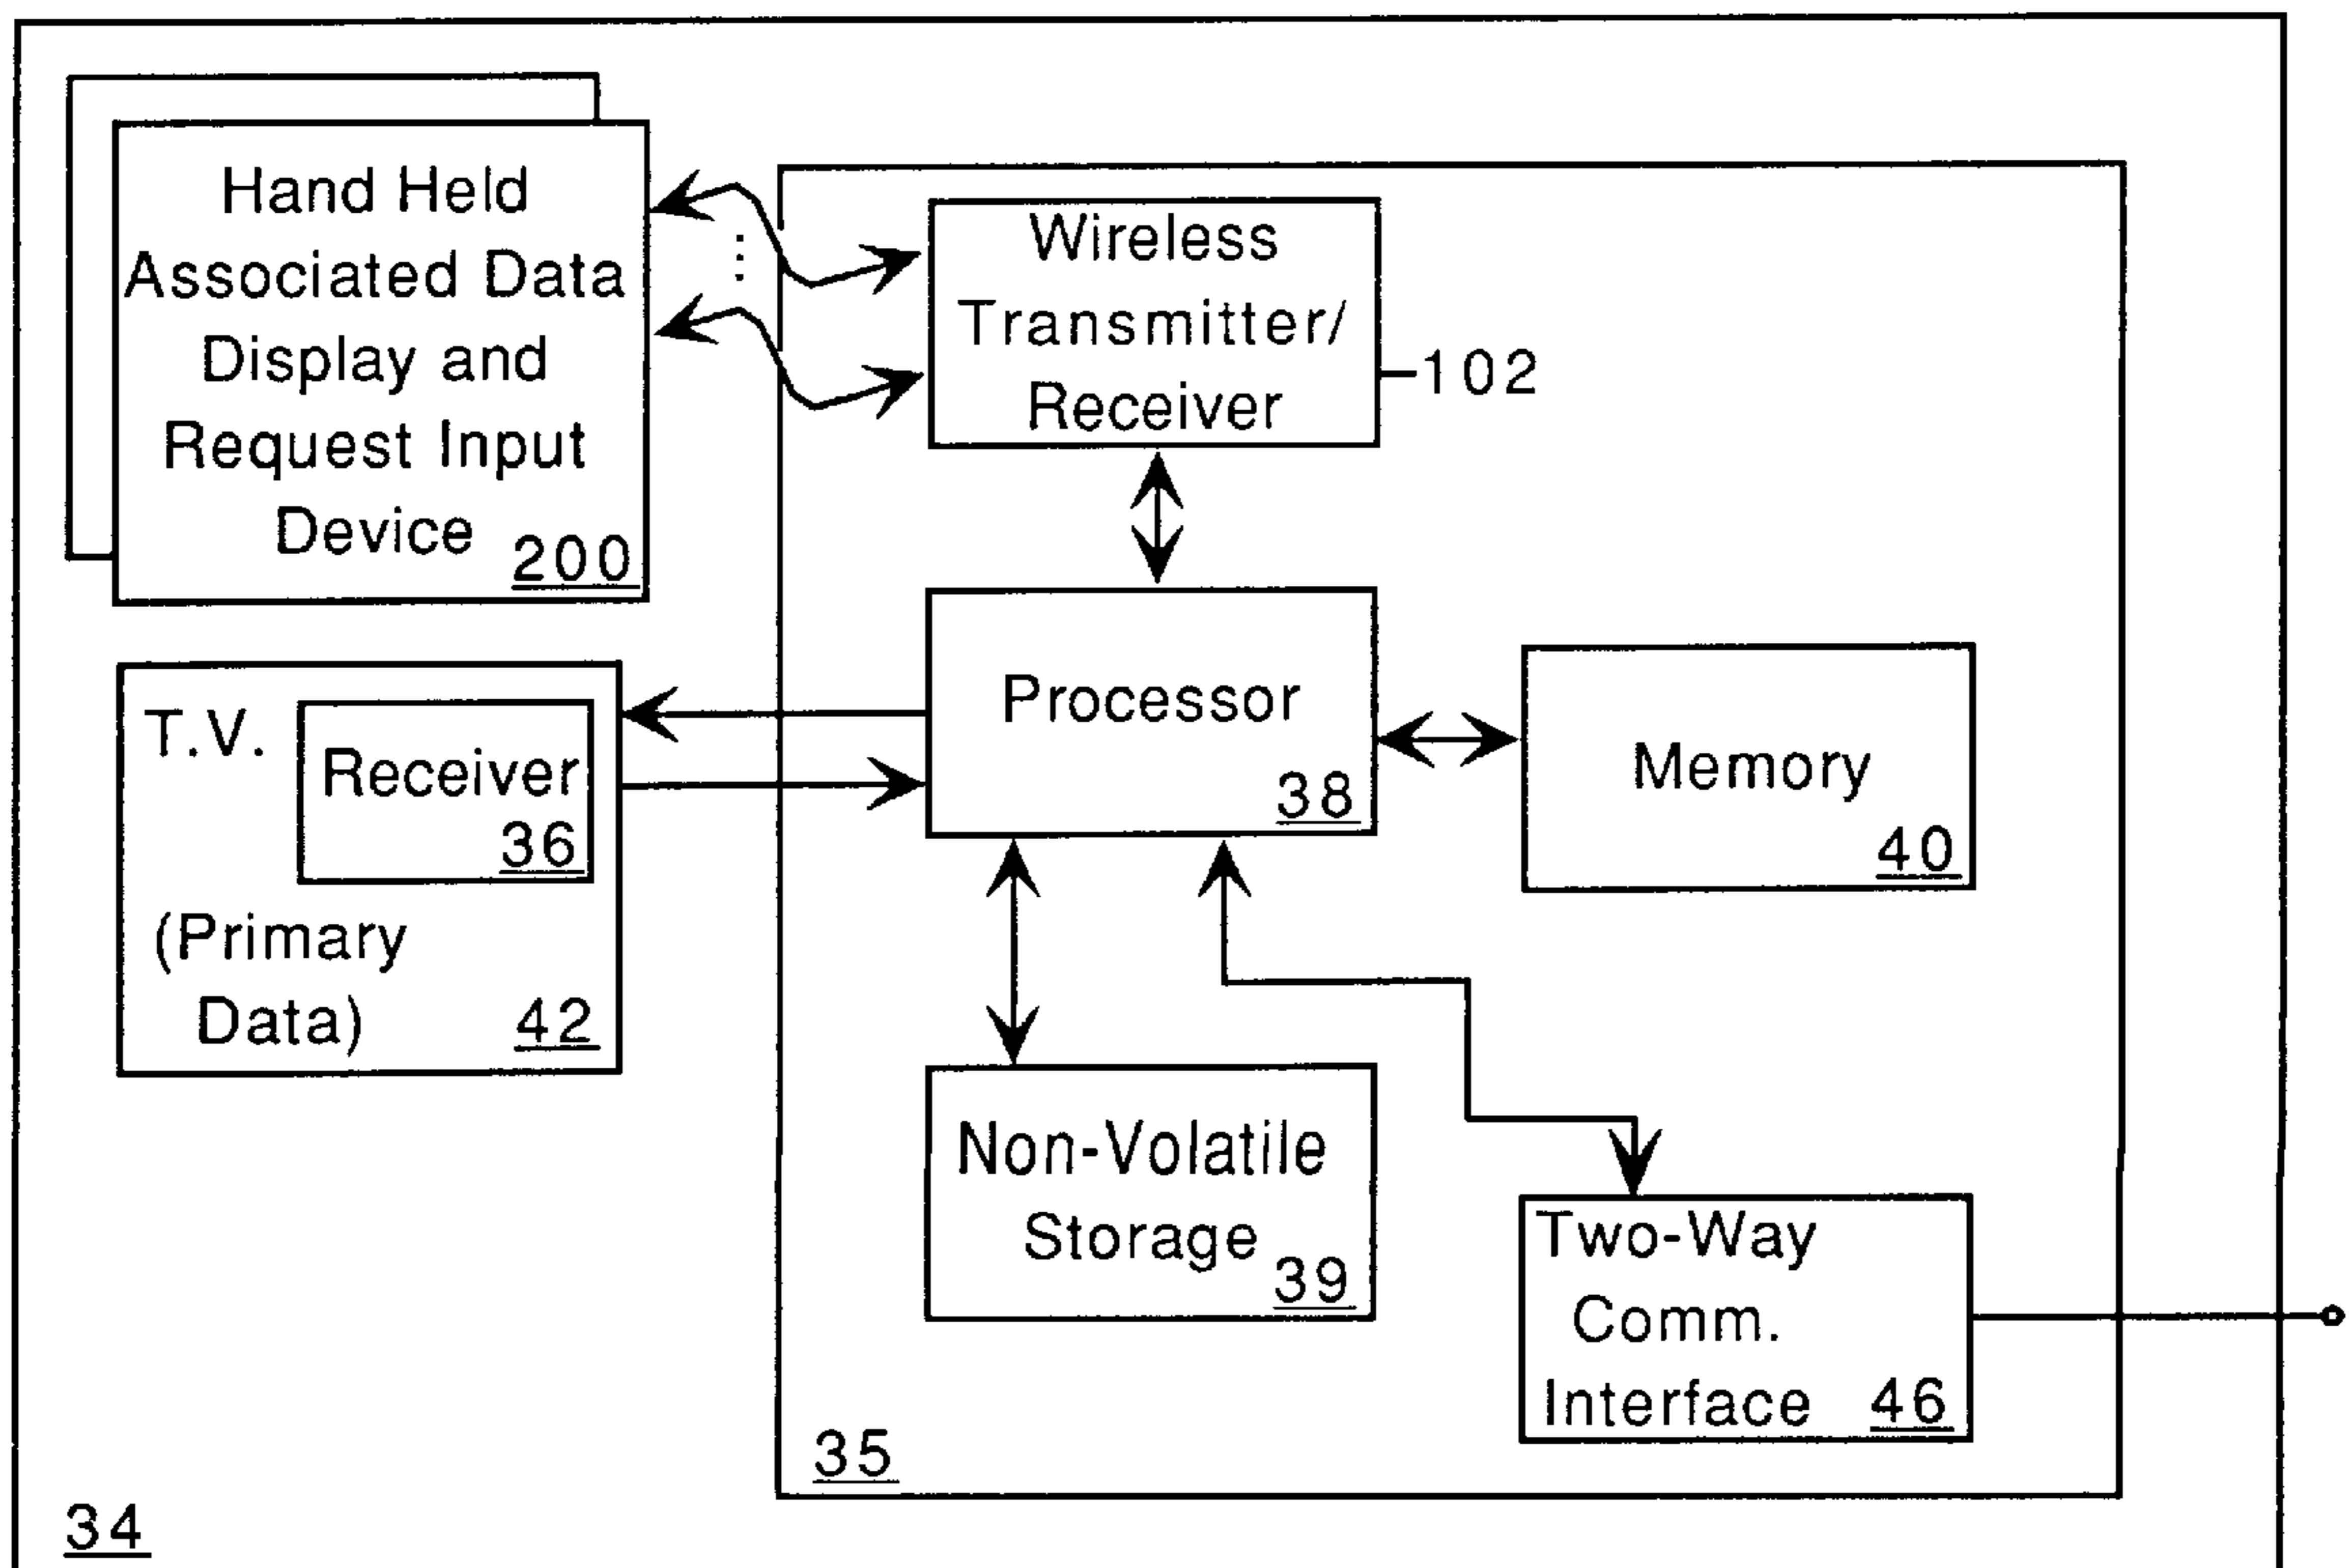 Hand Held
Associated Data
Display and
Request Input
Device 200
Wireless
Transmitter/
Receiver
102
T.V.
Receiver
36
(Primary
Data) 42
Processor
38
Memory
40
Non-Volatile
Storage 39
Two-Way
Comm.
Interface 46
35
34